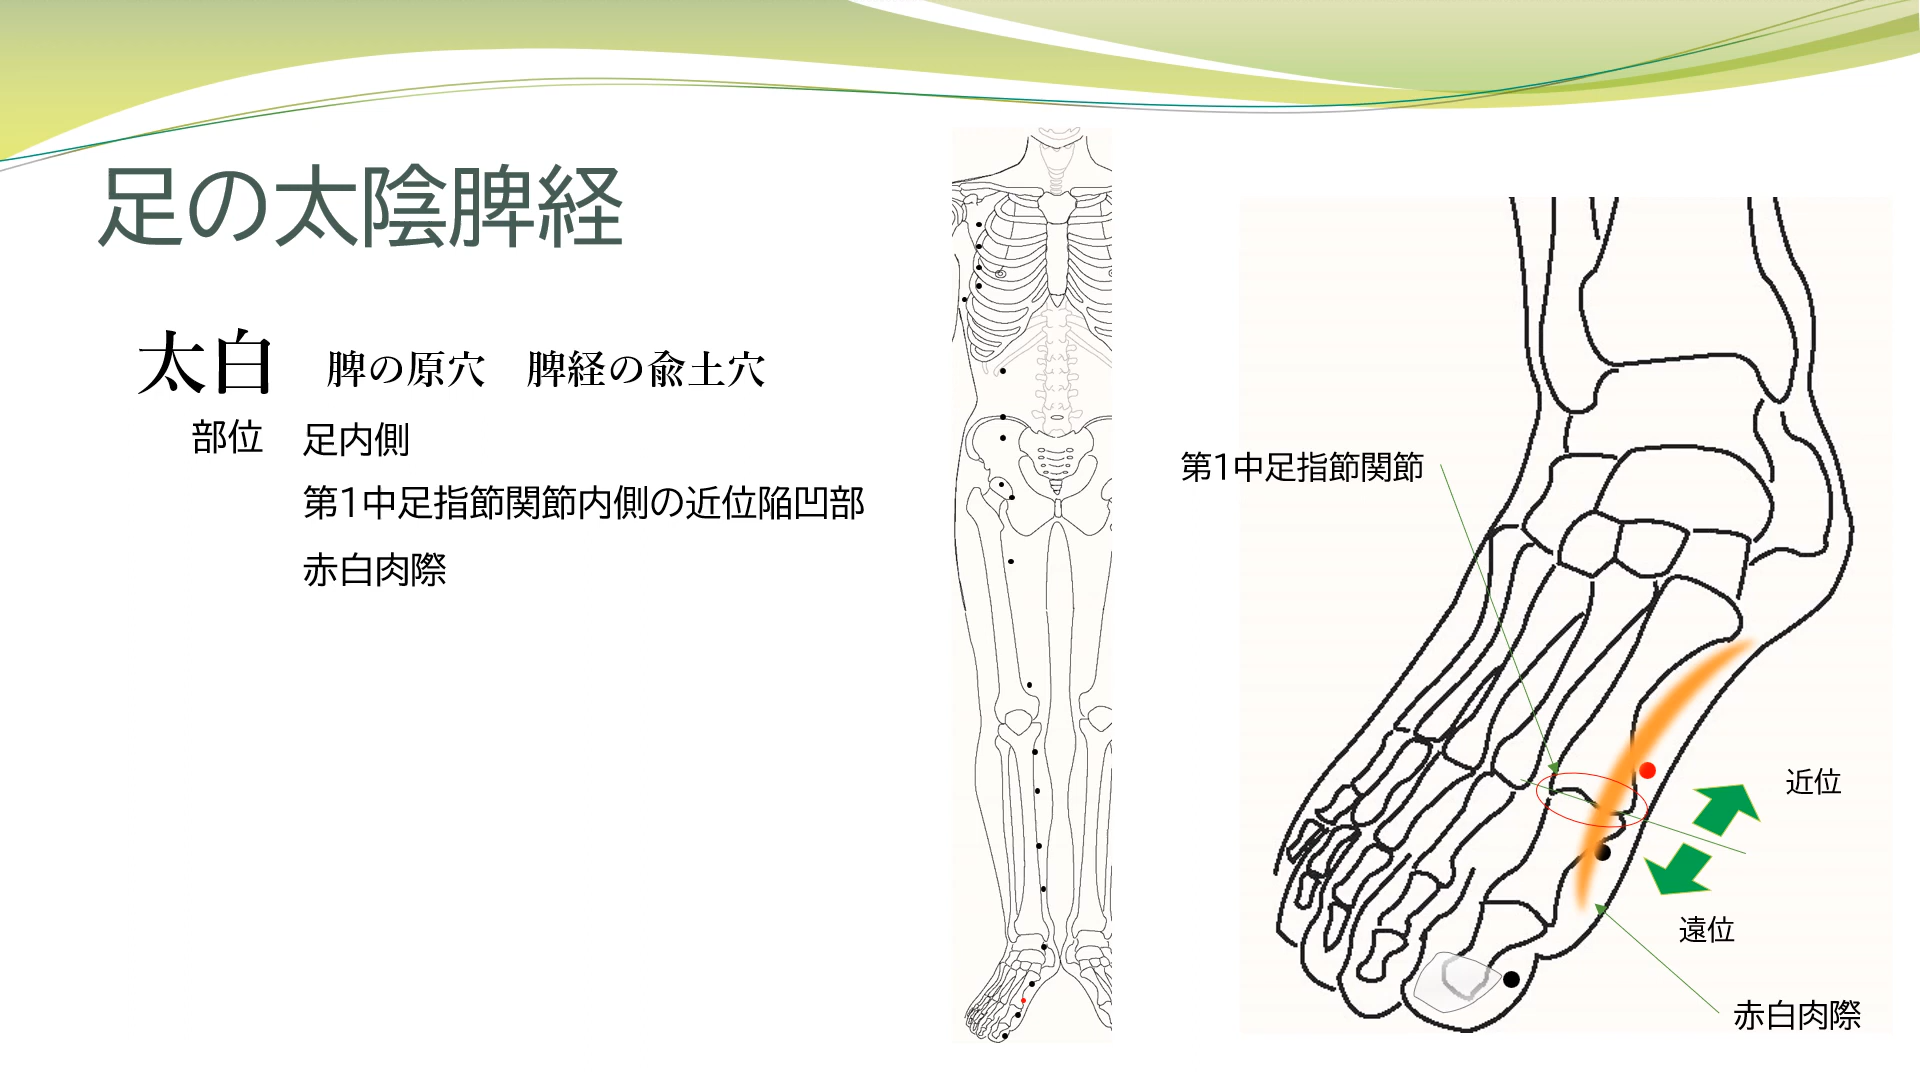 足の太陰脾経
太白　脾の原穴　脾経の兪土穴
部位　足内側
第1中足指節関節内側の近位陥凹部
赤白肉際
第1中足指節関節
近位
遠位
赤白肉際